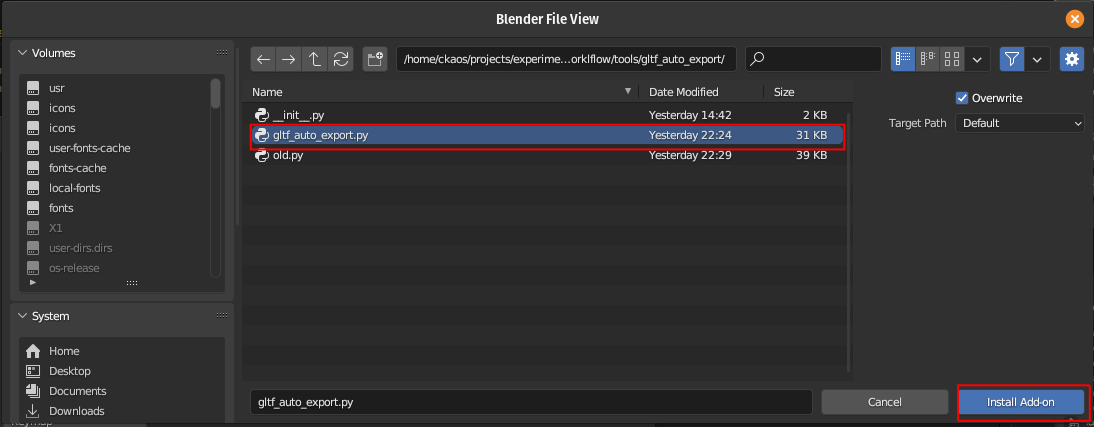 Blender File View
Volumes
usr
icons
icons
user-fonts-cache
fonts-cache
local-fonts
fonts
X1
user-dirs.dirs
os-release
System
Home
Desktop
Documents
Downloads
/home/ckaos/projects/experime...orklflow/tools/gltf_auto_export/
Name Date Modified Size
__init__.py Yesterday 14:42 2 KB
gltf_auto_export.py Yesterday 22:24 31 KB
old.py Yesterday 22:29 39 KB
Overwrite
Target Path Default
gltf_auto_export.py Cancel Install Add-on
Keymap